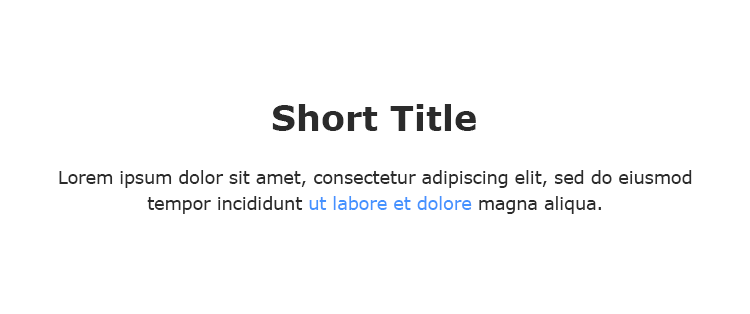 Short Title
Lorem ipsum dolor sit amet, consectetur adipiscing elit, sed do eiusmod
tempor incididunt ut labore et dolore magna aliqua.